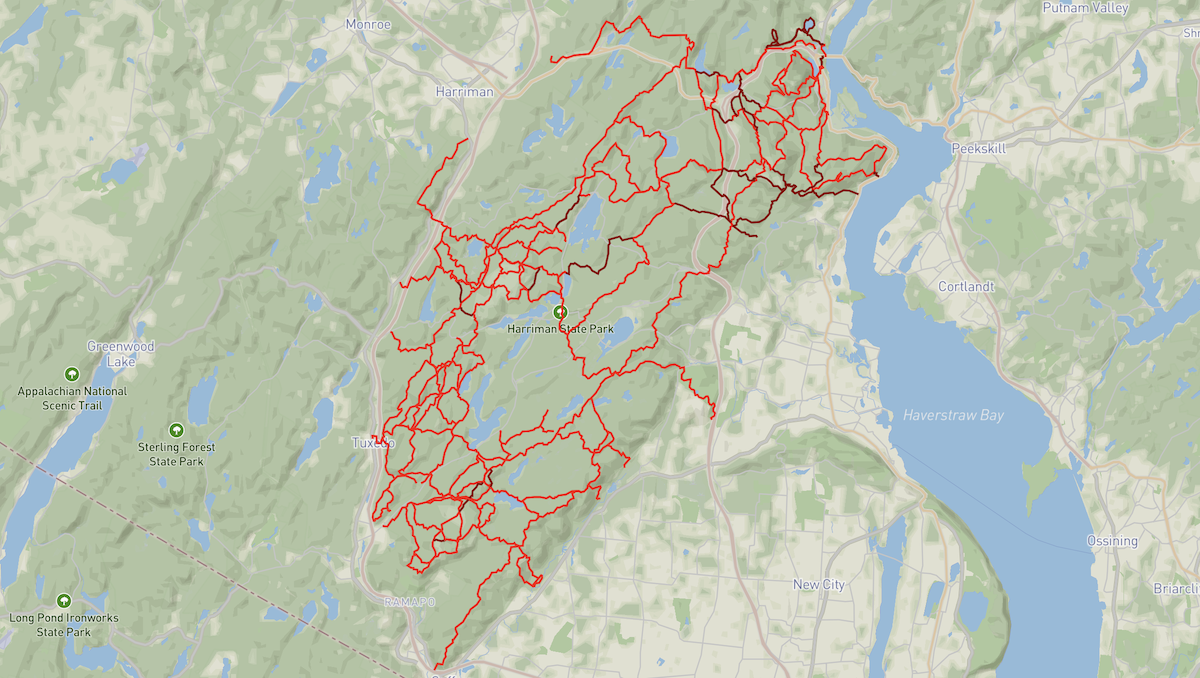 Putnam Valley
Monroe
Harriman
Peekskill
Cortlandt
Harriman State Park
Greenwood
Lake
Appalachian National
Scenic Trail
Haverstraw Bay
Sterling Forest
State Park
Tuxedo
Ossining
New City
RAMAPO
Long Pond Ironworks
State Park